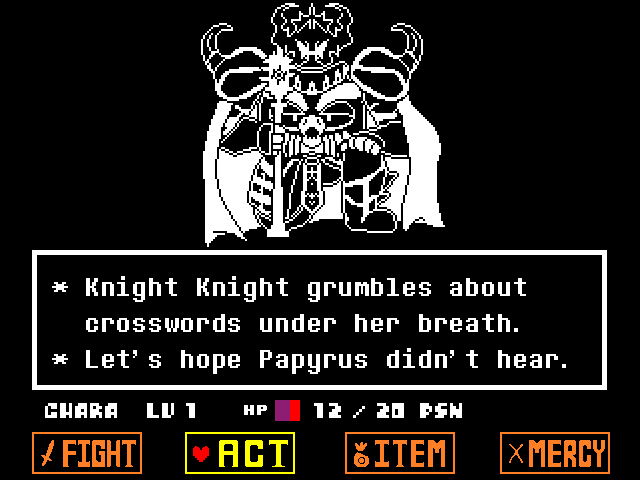 * Knight Knight grumbles about
crosswords under her breath.
* Let's hope Papyrus didn't hear.
CHARA LV 1 HP 12 / 20 PSN
FIGHT ACT ITEM MERCY